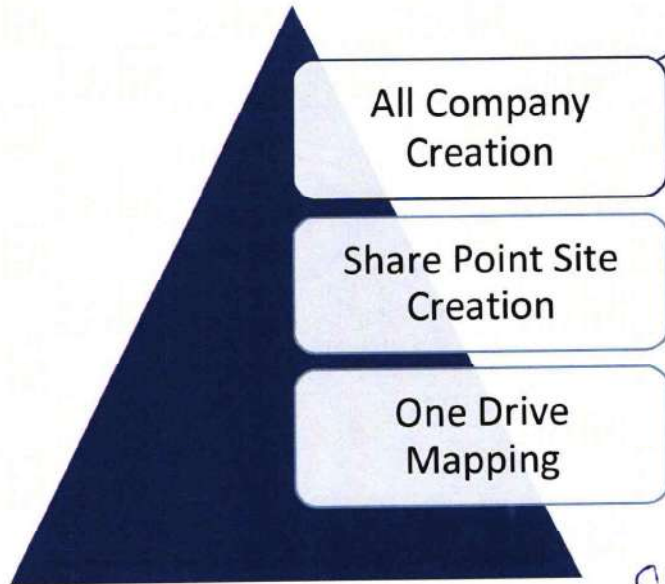 All Company
Creation
Share Point Site
Creation
One Drive
Mapping